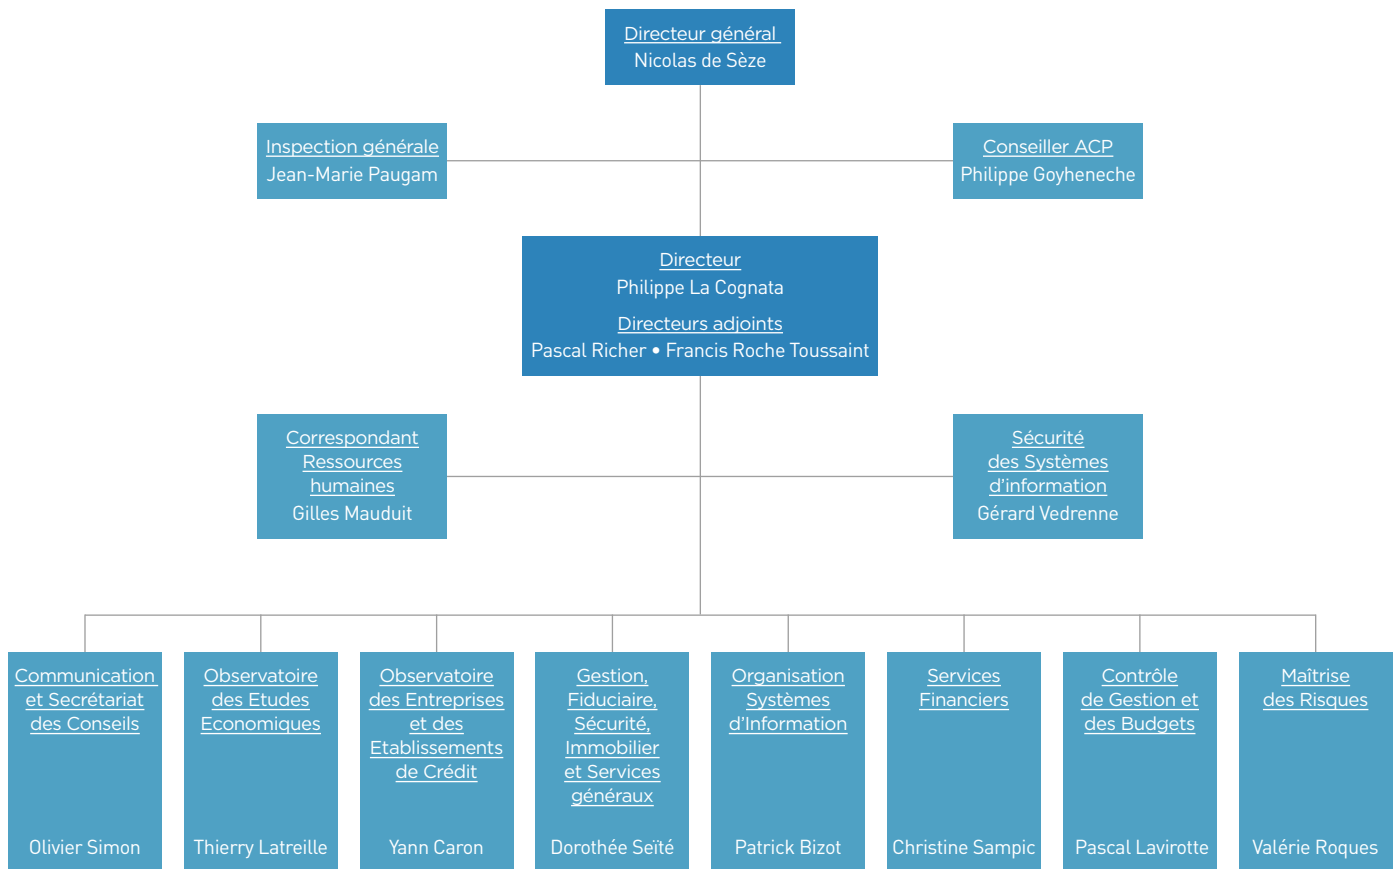 Directeur général
Nicolas de Sèze
Inspection générale
Jean-Marie Paugam
Conseiller ACP
Philippe Goyheneche
Directeur
Philippe La Cognata
Directeurs adjoints
Pascal Richer • Francis Roche Toussaint
Correspondant
Ressources
humaines
Gilles Mauduit
Sécurité
des Systèmes
d'information
Gérard Vedrenne
Communication
et Secrétariat
des Conseils
Olivier Simon
Observatoire
des Etudes
Economiques
Thierry Latreille
Observatoire
des Entreprises
et des
Etablissements
de Crédit
Yann Caron
Gestion,
Fiduciaire,
Sécurité,
Immobilier
et Services
généraux
Dorothée Seïté
Organisation
Systèmes
d'Information
Patrick Bizot
Services
Financiers
Christine Sampic
Contrôle
de Gestion et
des Budgets
Pascal Lavirotte
Maîtrise
des Risques
Valérie Roques